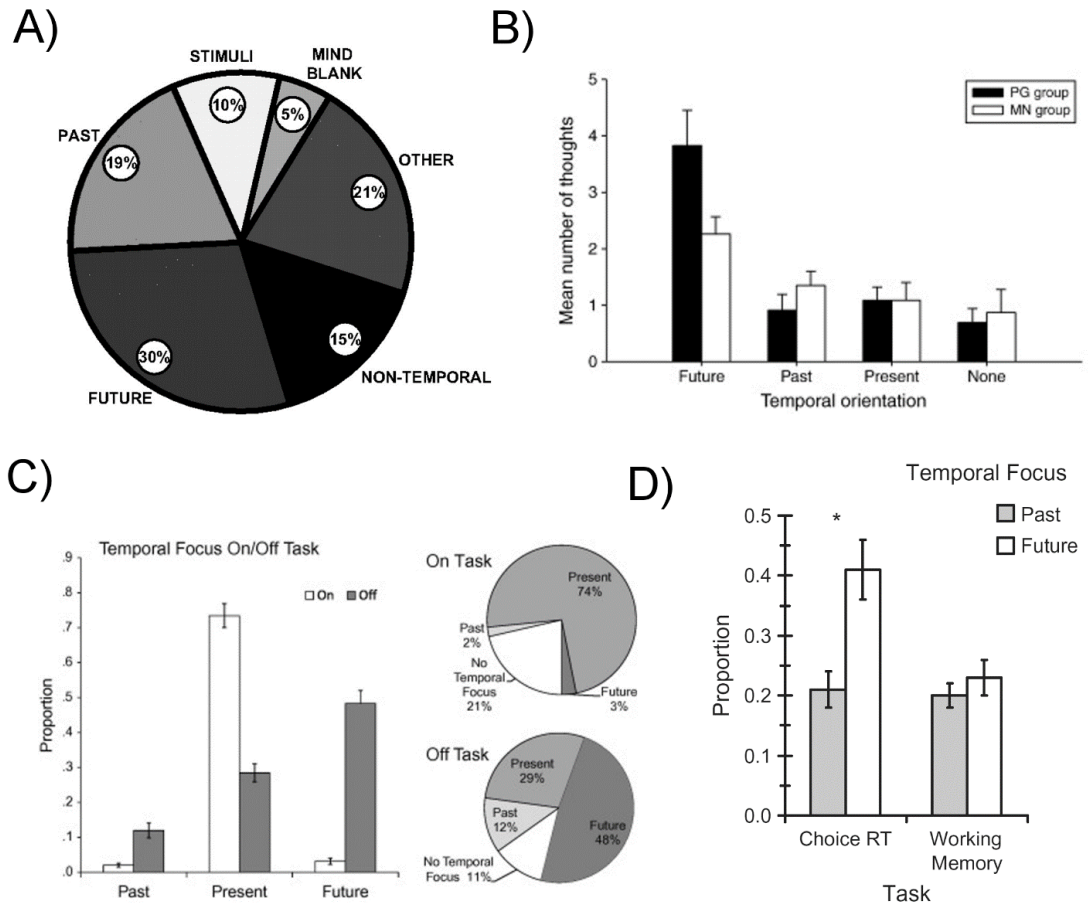 A)
STIMULI
10%
MIND
BLANK
5%
PAST
19%
OTHER
21%
30%
FUTURE
15%
NON-TEMPORAL
B)
5
4
3
2
1
0
Mean number of thoughts
PG group
MN group
Future Past Present None
Temporal orientation
C)
Temporal Focus On/Off Task
On Off
.9
.8
.7
.6
.5
.4
.3
.2
.1
.0
Proportion
Past Present Future
On Task
Present
74%
Past
2%
No
Temporal
Focus
21%
Future
3%
Off Task
Present
29%
Past
12%
Future
48%
No Temporal
Focus 11%
D)
Temporal Focus
Past
Future
0.5
0.4
0.3
0.2
0.1
0.0
Proportion
*
Choice RT
Working
Memory
Task